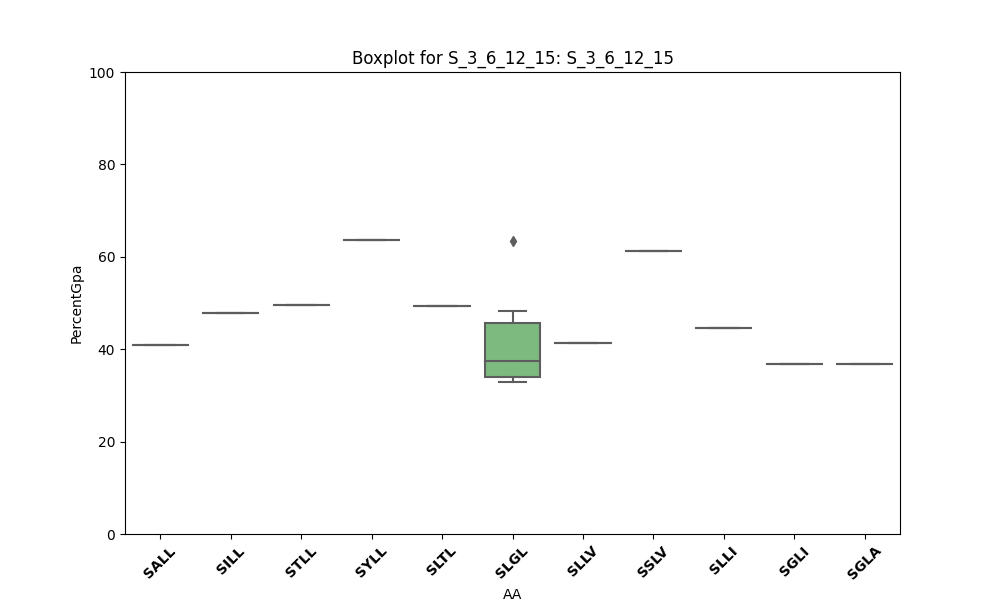 Boxplot for S_3_6_12_15: S_3_6_12_15
100
80
60
40
20
0
PercentGpa
SALL SILL STLL SYLL SLTL SLGL SLLV SSLV SLLI SGLI SGLA
AA